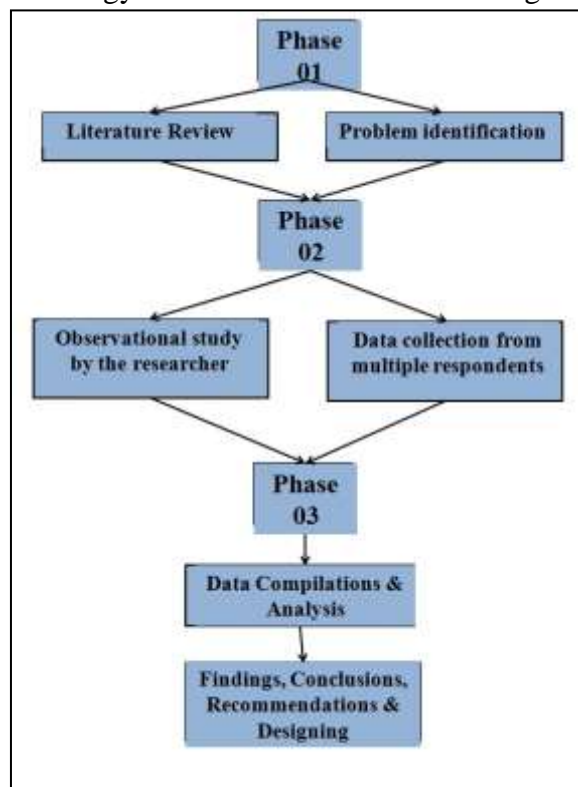 Phase
01
Literature Review
Problem identification
Phase
02
Observational study
by the researcher
Data collection from
multiple respondents
Phase
03
Data Compilations &
Analysis
Findings, Conclusions,
Recommendations &
Designing